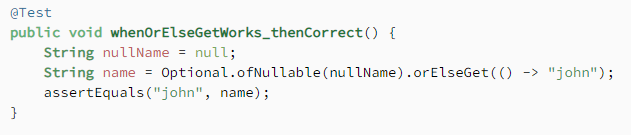 @Test
public void whenOrElseGetWorks_thenCorrect() {
    String nullName = null;
    String name = Optional.ofNullable(nullName).orElseGet(() -> "john");
    assertEquals("john", name);
}